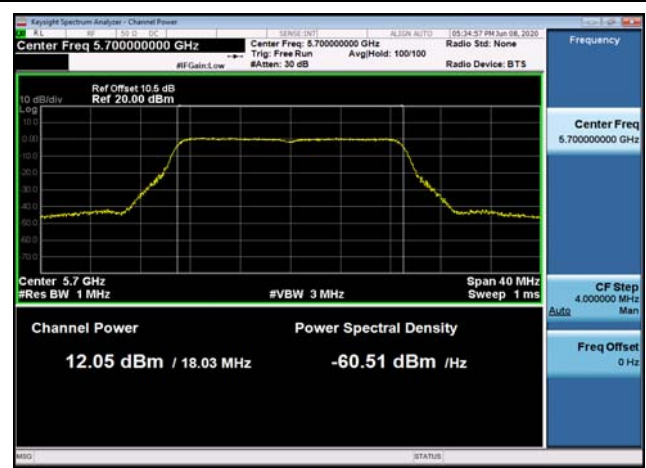 Keysight Spectrum Analyzer - Channel Power
RL RF 50 Ω DC SENSE:INT ALIGN AUTO 05:34:57 PM Jun 08, 2020
Center Freq 5.700000000 GHz
Center Freq: 5.700000000 GHz Radio Std: None
Trig: Free Run Avg|Hold: 100/100
#IFGain:Low #Atten: 30 dB Radio Device: BTS
Frequency
Ref Offset 10.5 dB
10 dB/div Ref 20.00 dBm
Log
10.0
0.00
10.0
20.0
30.0
40.0
50.0
60.0
70.0
Center 5.7 GHz Span 40 MHz
#Res BW 1 MHz #VBW 3 MHz Sweep 1 ms
Channel Power Power Spectral Density
12.05 dBm / 18.03 MHz -60.51 dBm /Hz
Center Freq
5.700000000 GHz
CF Step
4.000000 MHz
Auto Man
Freq Offset
0 Hz
MSG STATUS